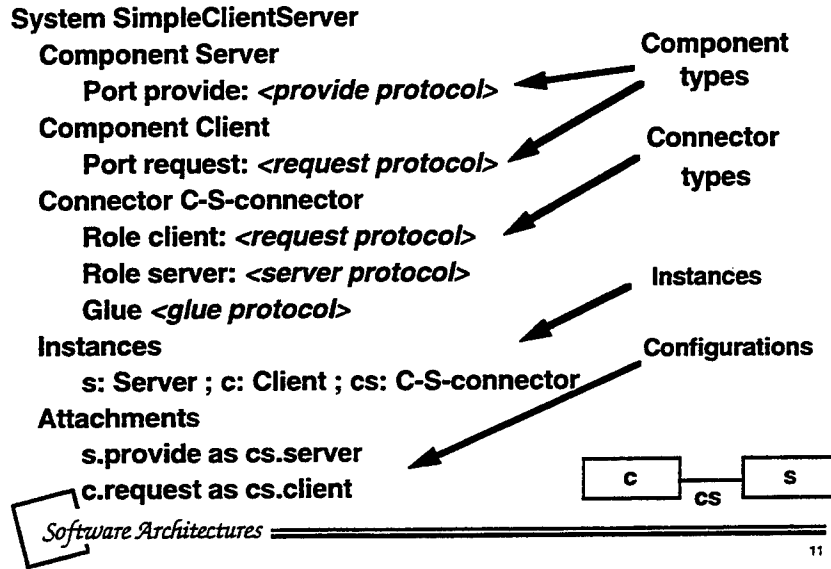 System SimpleClientServer
Component Server
Port provide: <provide protocol>
Component Client
Port request: <request protocol>
Connector C-S-connector
Role client: <request protocol>
Role server: <server protocol>
Glue <glue protocol>
Instances
s: Server ; c: Client ; cs: C-S-connector
Attachments
s.provide as cs.server
c.request as cs.client
Component
types
Connector
types
Instances
Configurations
c
cs
s
Software Architectures
11